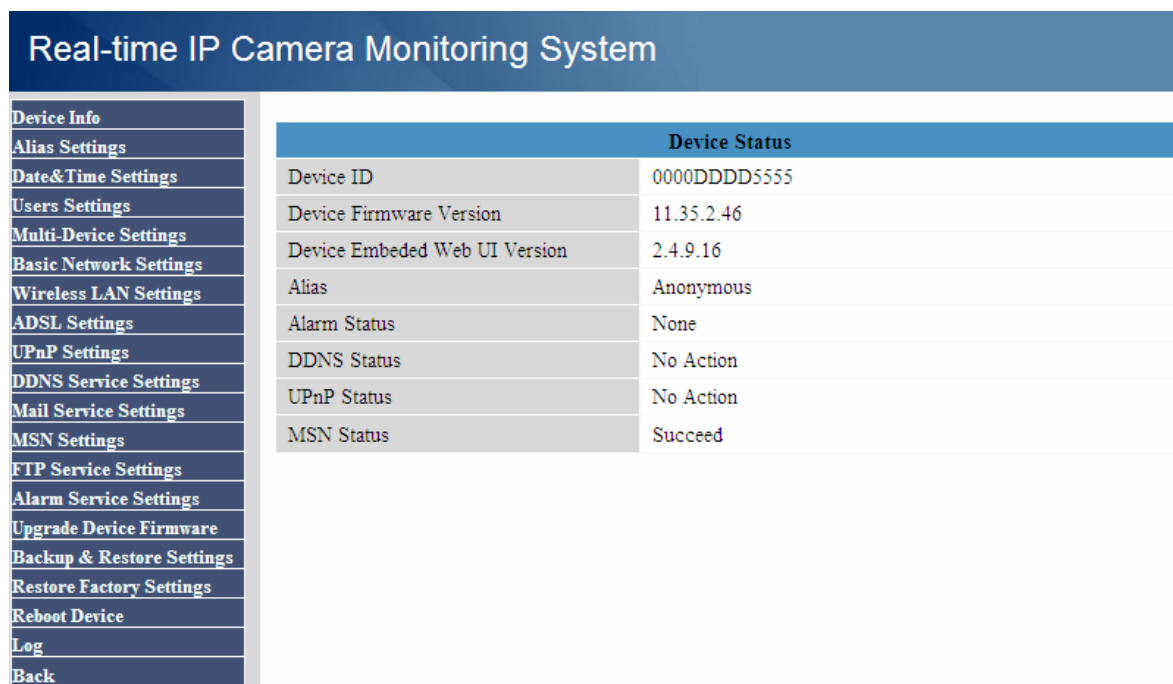 Real-time IP Camera Monitoring System
Device Info
Alias Settings
Date&Time Settings
Users Settings
Multi-Device Settings
Basic Network Settings
Wireless LAN Settings
ADSL Settings
UPnP Settings
DDNS Service Settings
Mail Service Settings
MSN Settings
FTP Service Settings
Alarm Service Settings
Upgrade Device Firmware
Backup & Restore Settings
Restore Factory Settings
Reboot Device
Log
Back
Device Status
Device ID 0000DDDD5555
Device Firmware Version 11.35.2.46
Device Embeded Web UI Version 2.4.9.16
Alias Anonymous
Alarm Status None
DDNS Status No Action
UPnP Status No Action
MSN Status Succeed